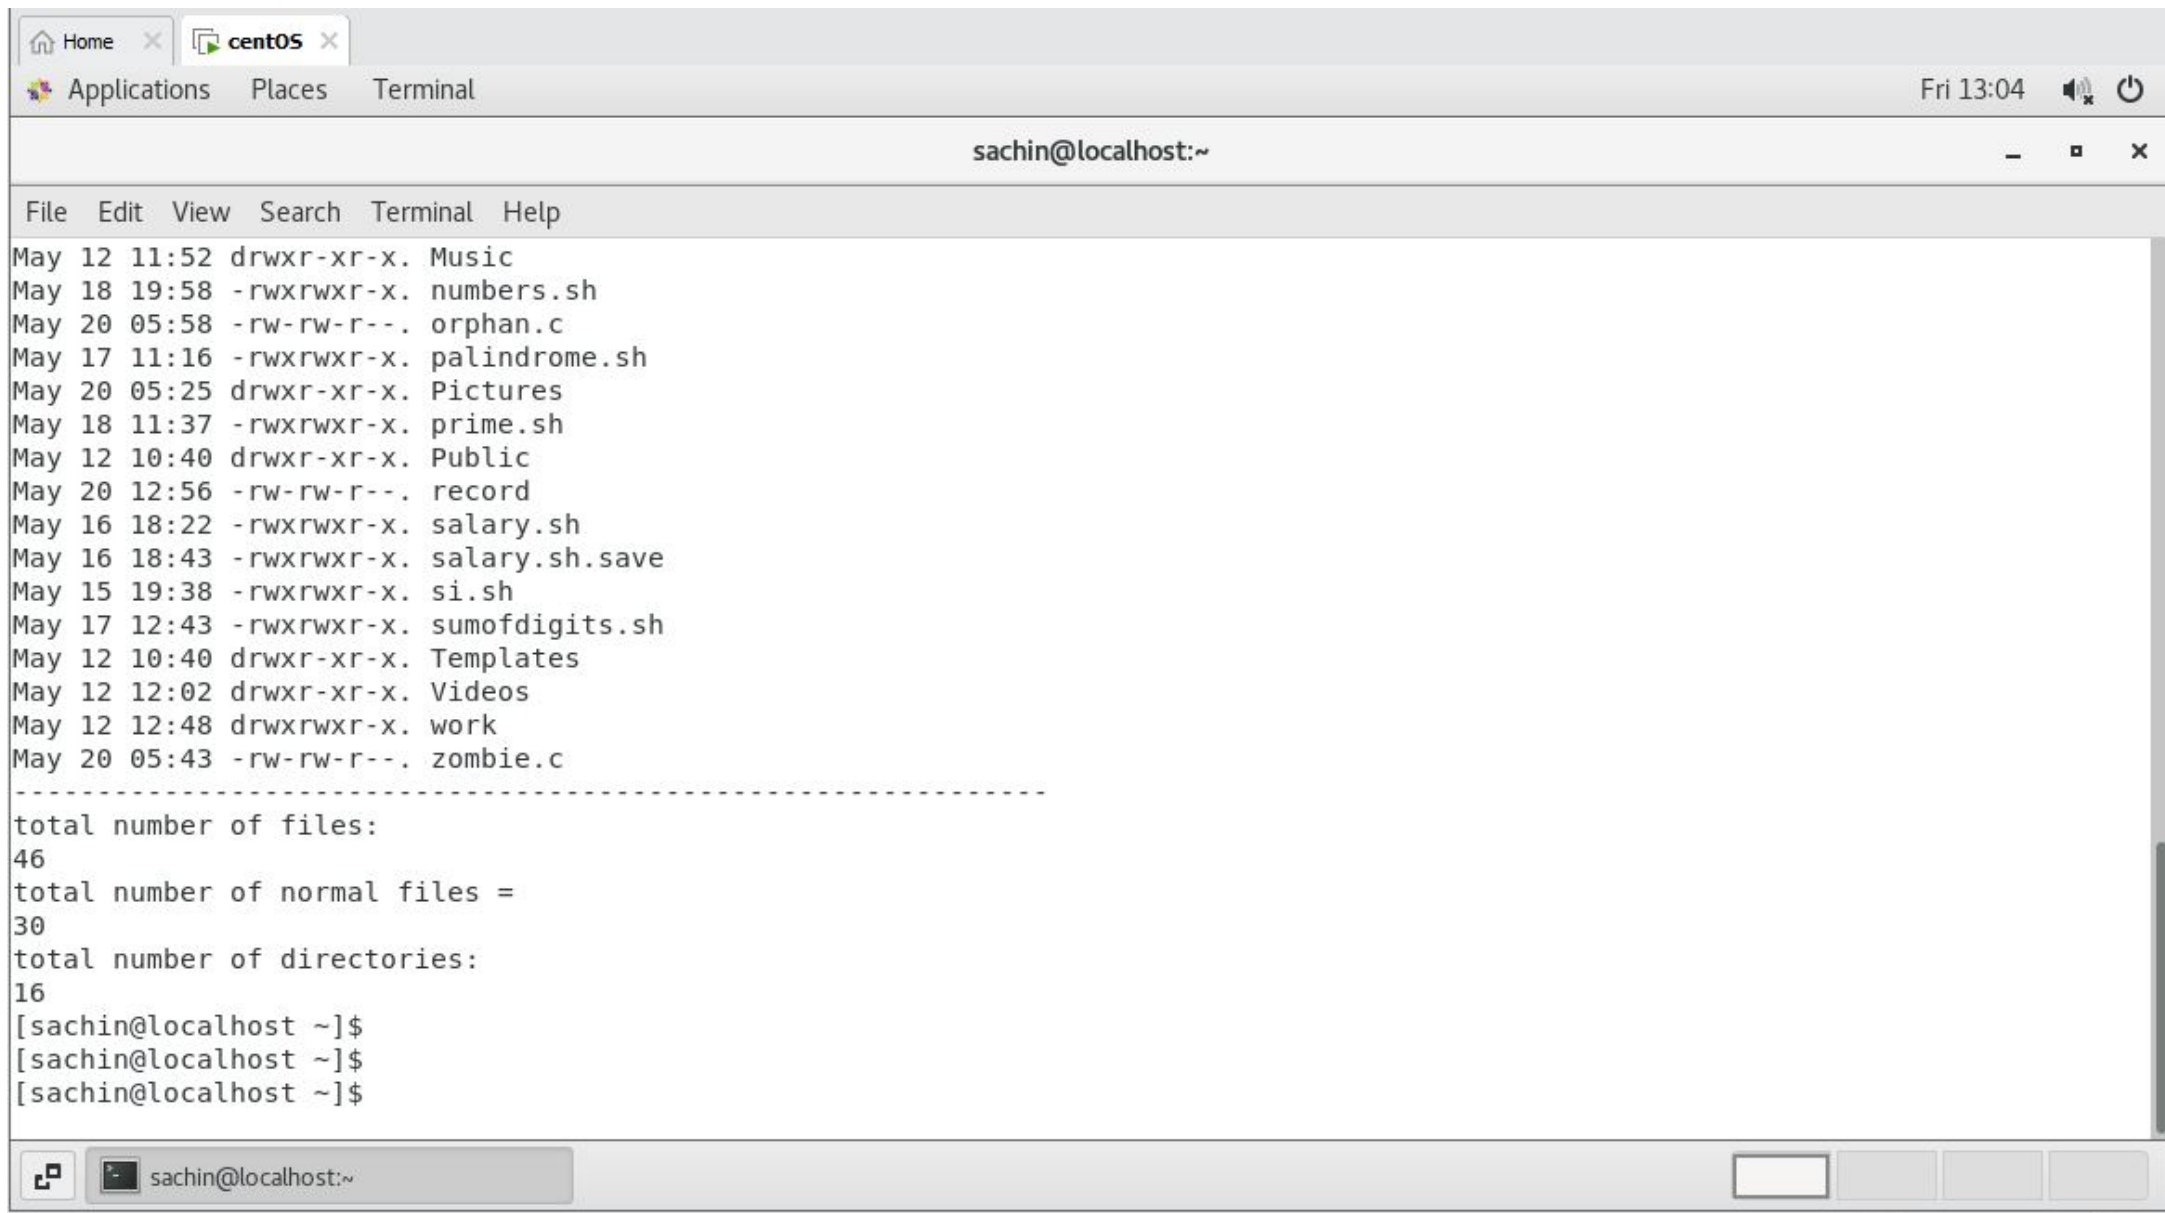 Home centOS
Applications Places Terminal Fri 13:04
sachin@localhost:~
File Edit View Search Terminal Help
May 12 11:52 drwxr-xr-x. Music
May 18 19:58 -rwxrwxr-x. numbers.sh
May 20 05:58 -rw-rw-r--. orphan.c
May 17 11:16 -rwxrwxr-x. palindrome.sh
May 20 05:25 drwxr-xr-x. Pictures
May 18 11:37 -rwxrwxr-x. prime.sh
May 12 10:40 drwxr-xr-x. Public
May 20 12:56 -rw-rw-r--. record
May 16 18:22 -rwxrwxr-x. salary.sh
May 16 18:43 -rwxrwxr-x. salary.sh.save
May 15 19:38 -rwxrwxr-x. si.sh
May 17 12:43 -rwxrwxr-x. sumofdigits.sh
May 12 10:40 drwxr-xr-x. Templates
May 12 12:02 drwxr-xr-x. Videos
May 12 12:48 drwxrwxr-x. work
May 20 05:43 -rw-rw-r--. zombie.c
--------------------------------------------------------------
total number of files:
46
total number of normal files =
30
total number of directories:
16
[sachin@localhost ~]$
[sachin@localhost ~]$
[sachin@localhost ~]$
sachin@localhost:~